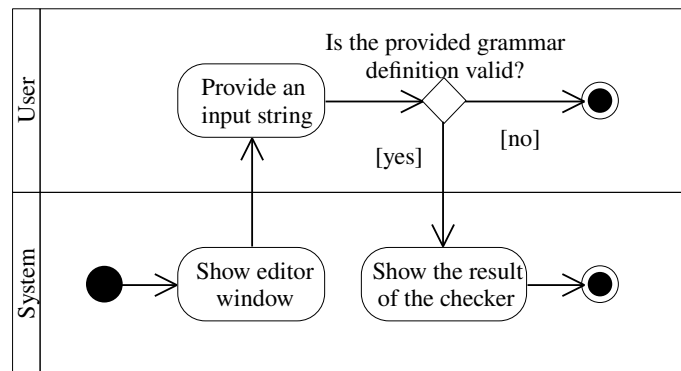 User
Is the provided grammar
definition valid?
Provide an
input string
[yes]
[no]
System
Show editor
window
Show the result
of the checker